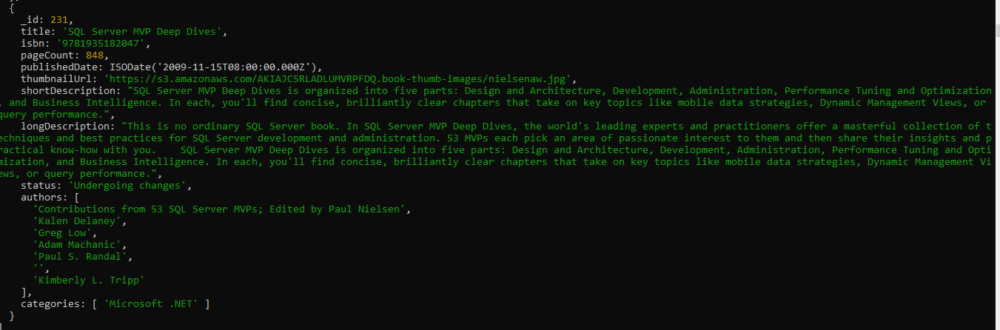 {
_id: 231,
title: 'SQL Server MVP Deep Dives',
isbn: '9781935182047',
pageCount: 848,
publishedDate: ISODate('2009-11-15T08:00:00.000Z'),
thumbnailUrl: 'https://s3.amazonaws.com/AKIAJC5RLADLUMVRPFDQ.book-thumb-images/nielsenaw.jpg',
shortDescription: "SQL Server MVP Deep Dives is organized into five parts: Design and Architecture, Development, Administration, Performance Tuning and Optimization
, and Business Intelligence. In each, you'll find concise, brilliantly clear chapters that take on key topics like mobile data strategies, Dynamic Management Views, or
query performance.",
longDescription: "This is no ordinary SQL Server book. In SQL Server MVP Deep Dives, the world's leading experts and practitioners offer a masterful collection of t
echniques and best practices for SQL Server development and administration. 53 MVPs each pick an area of passionate interest to them and then share their insights and p
ractical know-how with you.    SQL Server MVP Deep Dives is organized into five parts: Design and Architecture, Development, Administration, Performance Tuning and Opti
mization, and Business Intelligence. In each, you'll find concise, brilliantly clear chapters that take on key topics like mobile data strategies, Dynamic Management Vi
ews, or query performance.",
status: 'Undergoing changes',
authors: [
'Contributions from 53 SQL Server MVPs; Edited by Paul Nielsen',
'Kalen Delaney',
'Greg Low',
'Adam Machanic',
'Paul S. Randal',
'',
'Kimberly L. Tripp'
],
categories: [ 'Microsoft .NET' ]
}